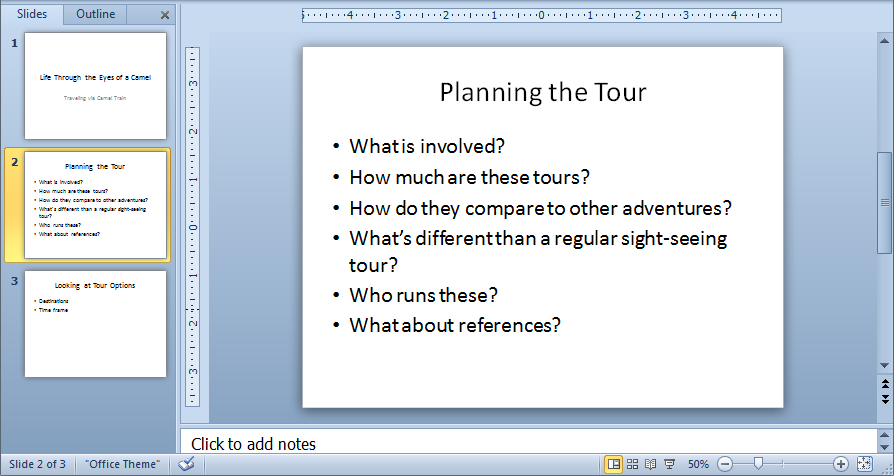 Slides Outline
5 4 3 2 1 0 1 2 3 4
1
Life Through the Eyes of a Camel
Traveling via Camel Train
2
Planning the Tour
• What is involved?
• How much are these tours?
• How do they compare to other adventures?
• What's different than a regular sight-seeing
tour?
• Who runs these?
• What about references?
3
Looking at Tour Options
• Destinations
• Time frame
3
2
1
0
1
2
3
Planning the Tour
• What is involved?
• How much are these tours?
• How do they compare to other adventures?
• What’s different than a regular sight-seeing
tour?
• Who runs these?
• What about references?
Click to add notes
Slide 2 of 3 "Office Theme" 50%